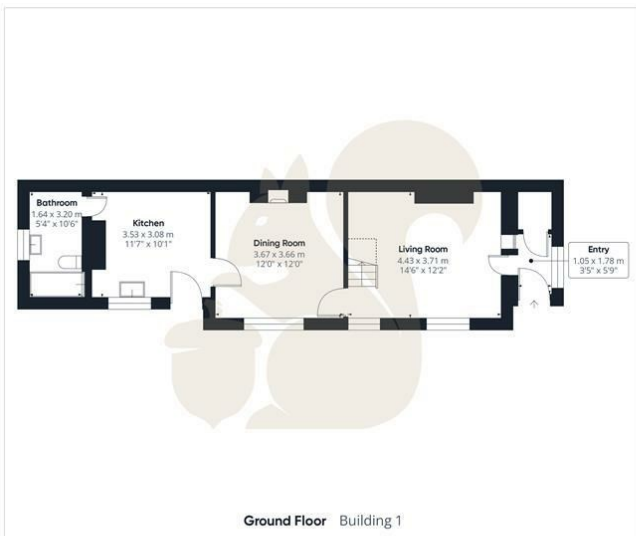 Bathroom
1.64 x 3.20 m
5'4" x 10'6"
Kitchen
3.53 x 3.08 m
11'7" x 10'1"
Dining Room
3.67 x 3.66 m
12'0" x 12'0"
Living Room
4.43 x 3.71 m
14'6" x 12'2"
Entry
1.05 x 1.78 m
3'5" x 5'9"
Ground Floor Building 1